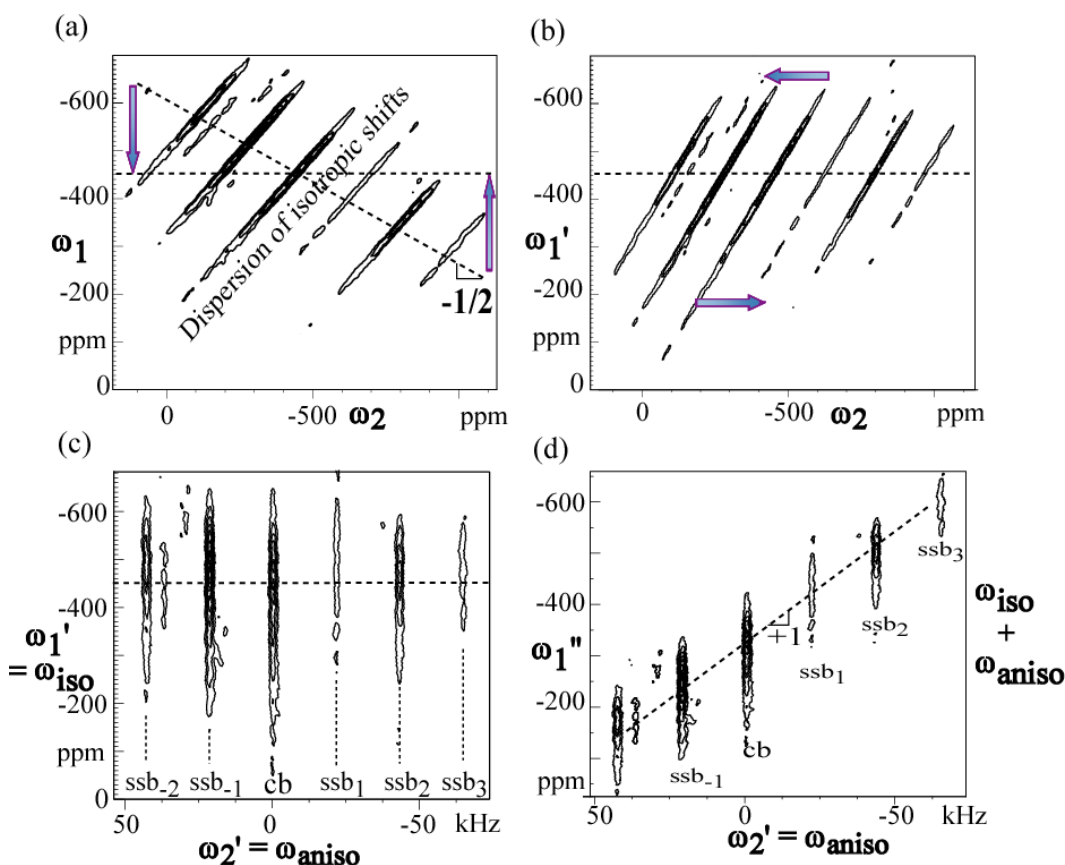 (a)
-600
-400
ω1
-200
ppm
0
Dispersion of isotropic shifts
-1/2
0
-500
ω2
ppm
(b)
-600
-400
ω1'
-200
ppm
0
0
-500
ω2
ppm
(c)
-600
-400
ω1'
= ωiso
-200
ppm
0
ssb-2
ssb-1
cb
ssb1
ssb2
ssb3
50
0
-50
kHz
ω2' = ωaniso
(d)
-600
-400
ω1"
-200
ppm
+1
ssb-1
cb
ssb1
ssb2
ssb3
ωiso
+
ωaniso
50
0
-50
kHz
ω2' = ωaniso